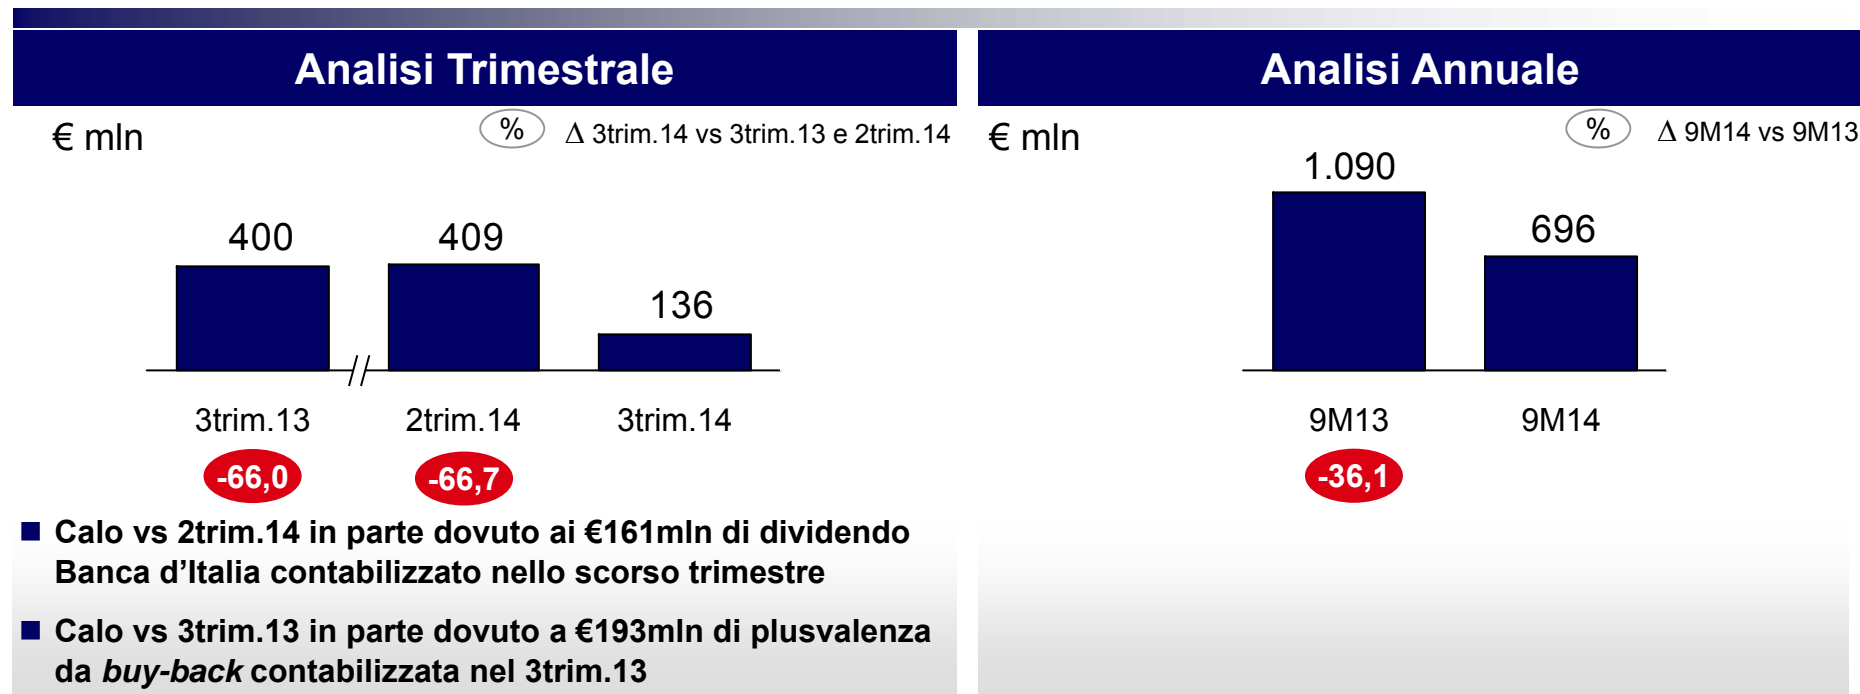 Analisi Trimestrale
€ mln
% Δ 3trim.14 vs 3trim.13 e 2trim.14
400
409
136
3trim.13 2trim.14 3trim.14
-66,0 -66,7
■ Calo vs 2trim.14 in parte dovuto ai €161mln di dividendo
Banca d’Italia contabilizzato nello scorso trimestre
■ Calo vs 3trim.13 in parte dovuto a €193mln di plusvalenza
da buy-back contabilizzata nel 3trim.13
Analisi Annuale
€ mln
% Δ 9M14 vs 9M13
1.090
696
9M13 9M14
-36,1